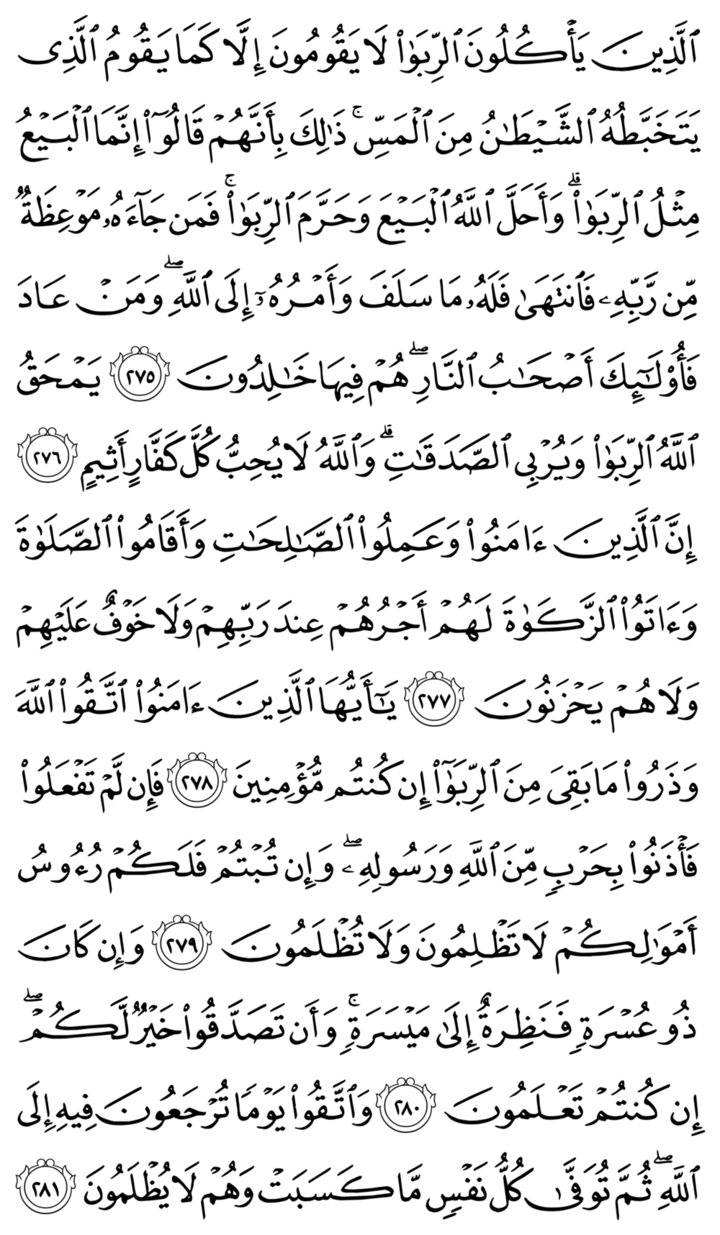 ٱلَّذِينَ يَأۡكُلُونَ ٱلرِّبَوٰاْ لَا يَقُومُونَ إِلَّا كَمَا يَقُومُ ٱلَّذِي
يَتَخَبَّطُهُ ٱلشَّيۡطَٰنُ مِنَ ٱلۡمَسِّۚ ذَٰلِكَ بِأَنَّهُمۡ قَالُوٓاْ إِنَّمَا ٱلۡبَيۡعُ
مِثۡلُ ٱلرِّبَوٰاْۗ وَأَحَلَّ ٱللَّهُ ٱلۡبَيۡعَ وَحَرَّمَ ٱلرِّبَوٰاْۚ فَمَن جَآءَهُۥ مَوۡعِظَةٞ
مِّن رَّبِّهِۦ فَٱنتَهَىٰ فَلَهُۥ مَا سَلَفَ وَأَمۡرُهُۥٓ إِلَى ٱللَّهِۖ وَمَنۡ عَادَ
فَأُوْلَٰٓئِكَ أَصۡحَٰبُ ٱلنَّارِۖ هُمۡ فِيهَا خَٰلِدُونَ ٢٧٥ يَمۡحَقُ
ٱللَّهُ ٱلرِّبَوٰاْ وَيُرۡبِي ٱلصَّدَقَٰتِۗ وَٱللَّهُ لَا يُحِبُّ كُلَّ كَفَّارٍ أَثِيمٍ ٢٧٦
إِنَّ ٱلَّذِينَ ءَامَنُواْ وَعَمِلُواْ ٱلصَّٰلِحَٰتِ وَأَقَامُواْ ٱلصَّلَوٰةَ
وَءَاتَوُاْ ٱلزَّكَوٰةَ لَهُمۡ أَجۡرُهُمۡ عِندَ رَبِّهِمۡ وَلَا خَوۡفٌ عَلَيۡهِمۡ
وَلَا هُمۡ يَحۡزَنُونَ ٢٧٧ يَٰٓأَيُّهَا ٱلَّذِينَ ءَامَنُواْ ٱتَّقُواْ ٱللَّهَ
وَذَرُواْ مَا بَقِيَ مِنَ ٱلرِّبَوٰٓاْ إِن كُنتُم مُّؤۡمِنِينَ ٢٧٨ فَإِن لَّمۡ تَفۡعَلُواْ
فَأۡذَنُواْ بِحَرۡبٖ مِّنَ ٱللَّهِ وَرَسُولِهِۦۖ وَإِن تُبۡتُمۡ فَلَكُمۡ رُءُوسُ
أَمۡوَٰلِكُمۡ لَا تَظۡلِمُونَ وَلَا تُظۡلَمُونَ ٢٧٩ وَإِن كَانَ
ذُو عُسۡرَةٖ فَنَظِرَةٌ إِلَىٰ مَيۡسَرَةٖۚ وَأَن تَصَدَّقُواْ خَيۡرٞ لَّكُمۡۖ
إِن كُنتُمۡ تَعۡلَمُونَ ٢٨٠ وَٱتَّقُواْ يَوۡمٗا تُرۡجَعُونَ فِيهِ إِلَى
ٱللَّهِۖ ثُمَّ تُوَفَّىٰ كُلُّ نَفۡسٖ مَّا كَسَبَتۡ وَهُمۡ لَا يُظۡلَمُونَ ٢٨١